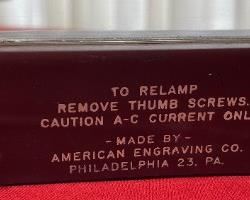 TO RELAMP
REMOVE THUMB SCREWS.
CAUTION A-C CURRENT ONL
- MADE BY -
AMERICAN ENGRAVING CO.
PHILADELPHIA 23, PA.